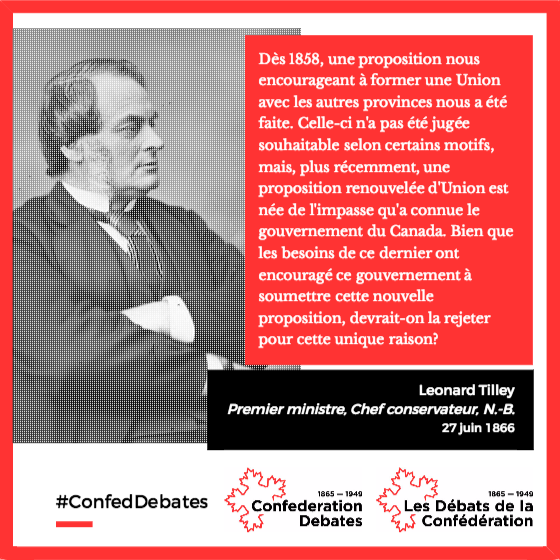 Dès 1858, une proposition nous
encourageant à former une Union
avec les autres provinces nous a été
faite. Celle-ci n'a pas été jugée
souhaitable selon certains motifs,
mais, plus récemment, une
proposition renouvelée d'Union est
née de l'impasse qu'a connue le
gouvernement du Canada. Bien que
les besoins de ce dernier ont
encouragé ce gouvernement à
soumettre cette nouvelle
proposition, devrait-on la rejeter
pour cette unique raison?
Leonard Tilley
Premier ministre, Chef conservateur, N.-B.
27 juin 1866
#ConfedDebates
1865 — 1949
Confederation
Debates
1865 — 1949
Les Débats de la
Confédération